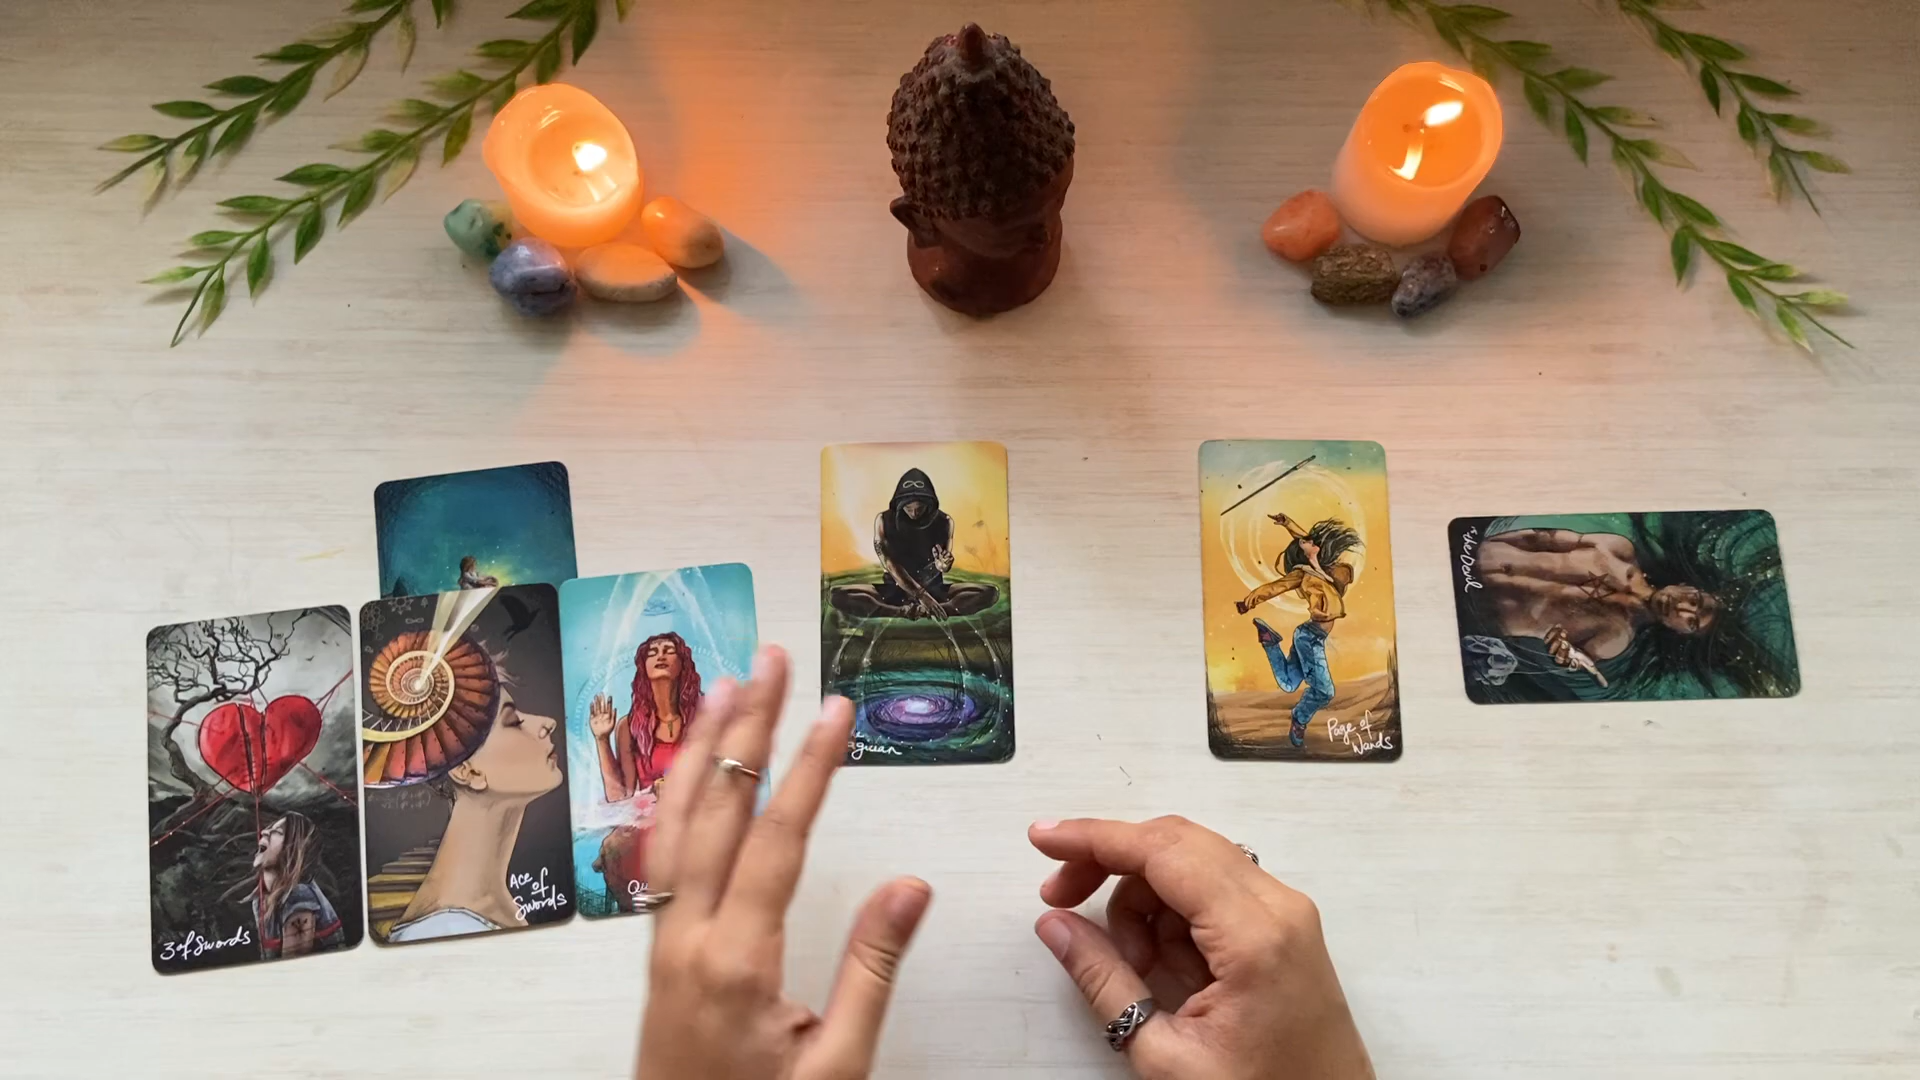 3 of Swords
Ace
of
Swords
Page of
Wands
the Devil